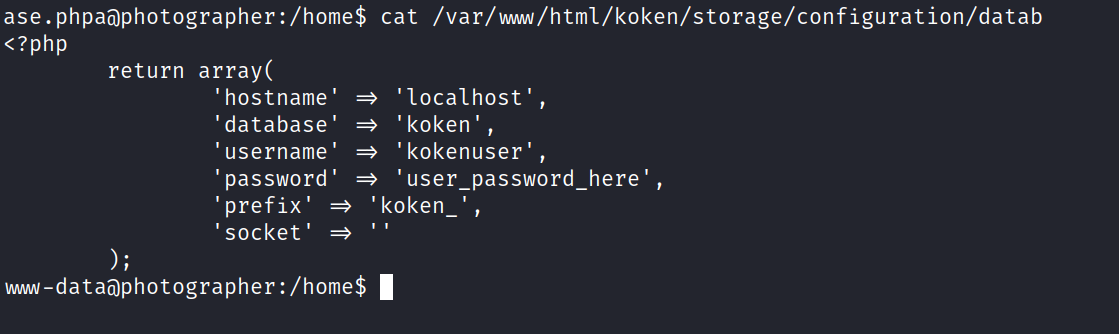 ase.phpa@photographer:/home$ cat /var/www/html/koken/storage/configuration/datab
<?php
        return array(
                'hostname' => 'localhost',
                'database' => 'koken',
                'username' => 'kokenuser',
                'password' => 'user_password_here',
                'prefix' => 'koken_',
                'socket' => ''
        );
www-data@photographer:/home$